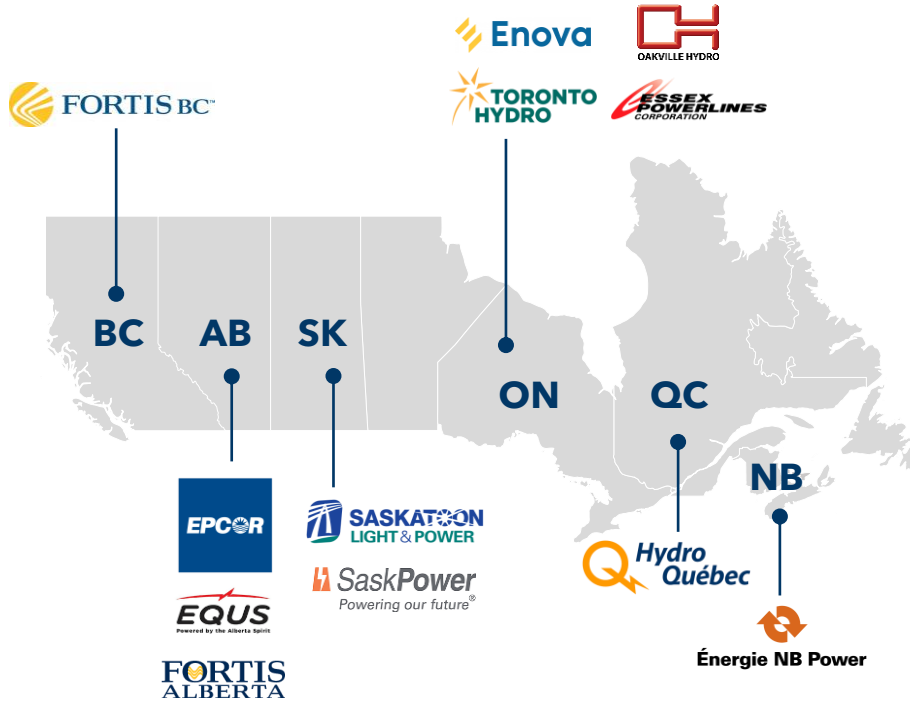 Enova
OAKVILLE HYDRO
FORTIS BC™
TORONTO
HYDRO
ESSEX
POWERLINES
CORPORATION
BC
AB
SK
ON
QC
NB
EPCOR
SASKATOON
LIGHT & POWER
Hydro
Québec
SaskPower
Powering our future®
EQUS
Powered by the Alberta Spirit
Énergie NB Power
FORTIS
ALBERTA